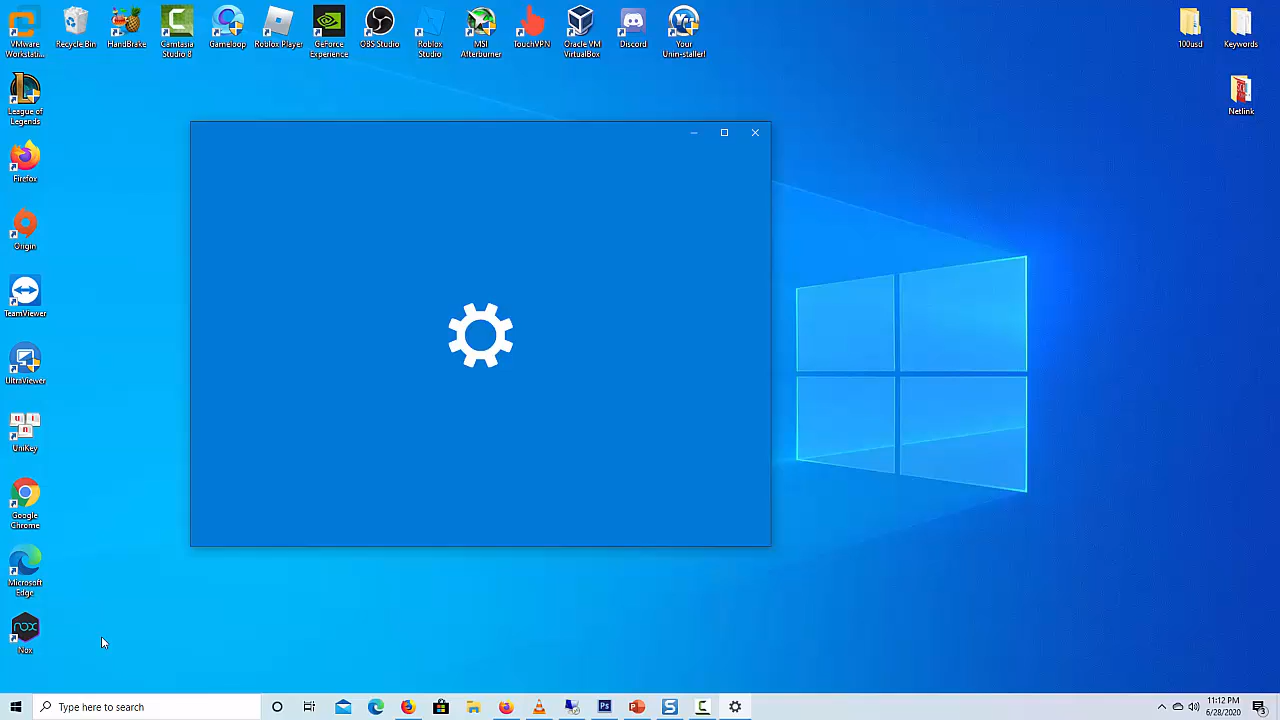 VMware
Workstati...
Recycle Bin
HandBrake
Camtasia
Studio 8
Gameloop
Roblox Player
GeForce
Experience
OBS Studio
Roblox
Studio
MSI
Afterburner
TouchVPN
Oracle VM
VirtualBox
Discord
Your
Unin-staller!
100usd
Keywords
League of
Legends
Netlink
Firefox
Origin
TeamViewer
UltraViewer
UniKey
Google
Chrome
Microsoft
Edge
nox
Nox
Type here to search
11:12 PM
6/28/2020